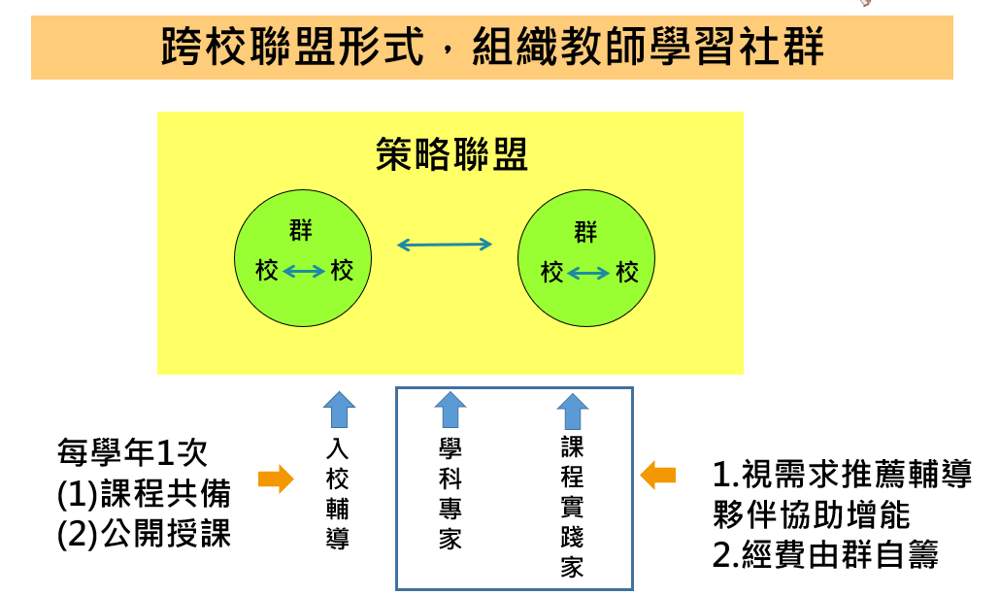 跨校聯盟形式，組織教師學習社群
策略聯盟
群
校 校
群
校 校
每學年1次
(1)課程共備
(2)公開授課
入校輔導
學科專家
課程實踐家
1.視需求推薦輔導
夥伴協助增能
2.經費由群自籌